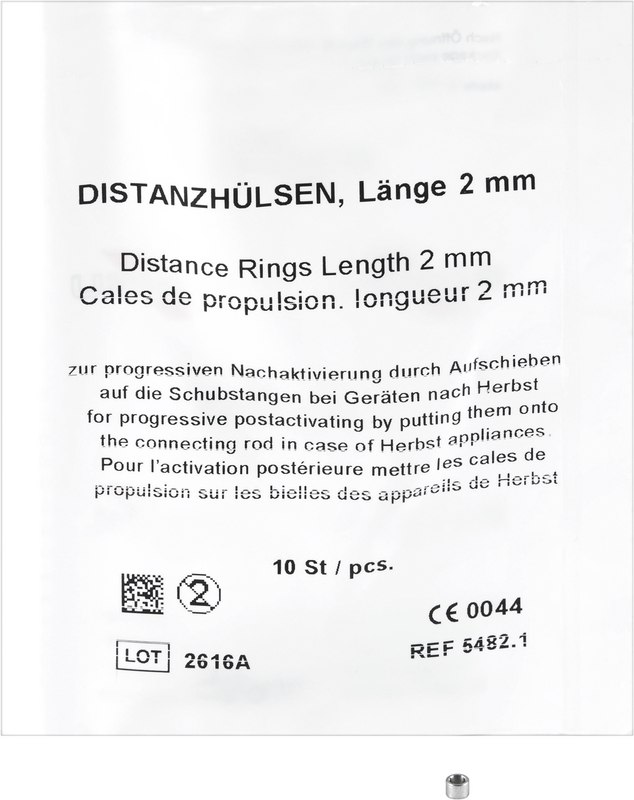 DISTANZHÜLSEN, Länge 2 mm
Distance Rings Length 2 mm
Cales de propulsion. longueur 2 mm
zur progressiven Nachaktivierung durch Aufschieben
auf die Schubstangen bei Geräten nach Herbst
for progressive postactivating by putting them onto
the connecting rod in case of Herbst appliances.
Pour l'activation postérieure mettre les cales de
propulsion sur les bielles des appareils de Herbst
10 St / pcs.
2
CE 0044
LOT 2616A
REF 5482.1